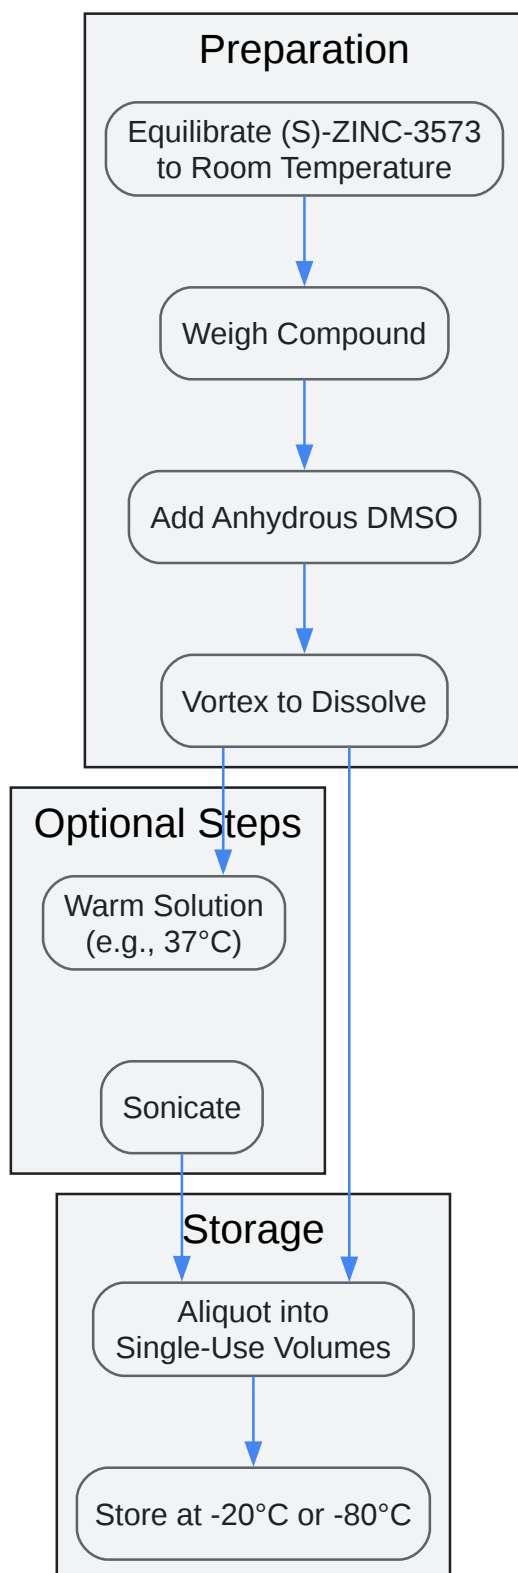 Preparation
Equilibrate (S)-ZINC-3573
to Room Temperature
Weigh Compound
Add Anhydrous DMSO
Vortex to Dissolve
Optional Steps
Warm Solution
(e.g., 37°C)
Sonicate
Storage
Aliquot into
Single-Use Volumes
Store at -20°C or -80°C